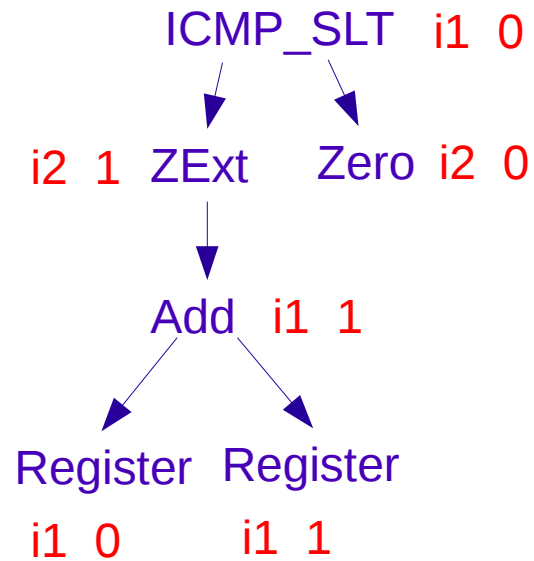 ICMP_SLT i1 0
i2 1 ZExt Zero i2 0
Add i1 1
Register Register
i1 0 i1 1